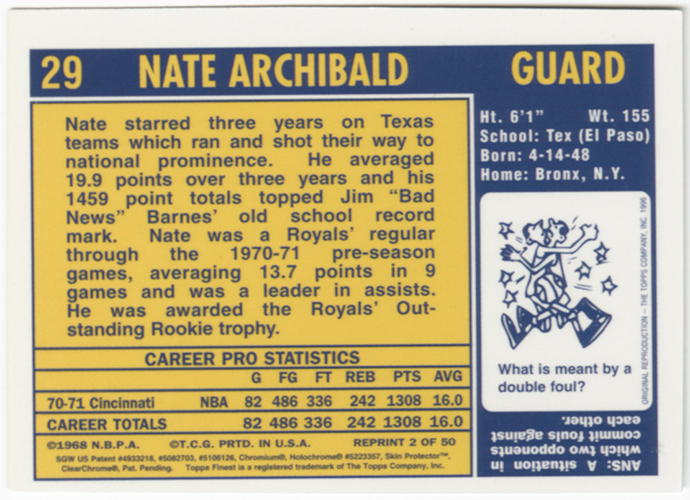 29 NATE ARCHIBALD GUARD
Nate starred three years on Texas
teams which ran and shot their way to
national prominence. He averaged
19.9 points over three years and his
1459 point totals topped Jim "Bad
News" Barnes' old school record
mark. Nate was a Royals' regular
through the 1970-71 pre-season
games, averaging 13.7 points in 9
games and was a leader in assists.
He was awarded the Royals' Out-
standing Rookie trophy.
CAREER PRO STATISTICS
G FG FT REB PTS AVG
70-71 Cincinnati NBA 82 486 336 242 1308 16.0
CAREER TOTALS 82 486 336 242 1308 16.0
©1968 N.B.P.A. ©T.C.G. PRTD. IN U.S.A. REPRINT 2 OF 50
SGW US Patent #4933218, #5082703, #5106126, Chromium®, Holochrome® #5223357, Skin Protector™,
ClearChrome®, Pat. Pending. Topps Finest is a registered trademark of The Topps Company, Inc.
Ht. 6'1" Wt. 155
School: Tex (El Paso)
Born: 4-14-48
Home: Bronx, N.Y.
ORIGINAL REPRODUCTION – THE TOPPS COMPANY, INC. 1996
What is meant by a
double foul?
ANS: A situation in
which two opponents
commit fouls against
each other.